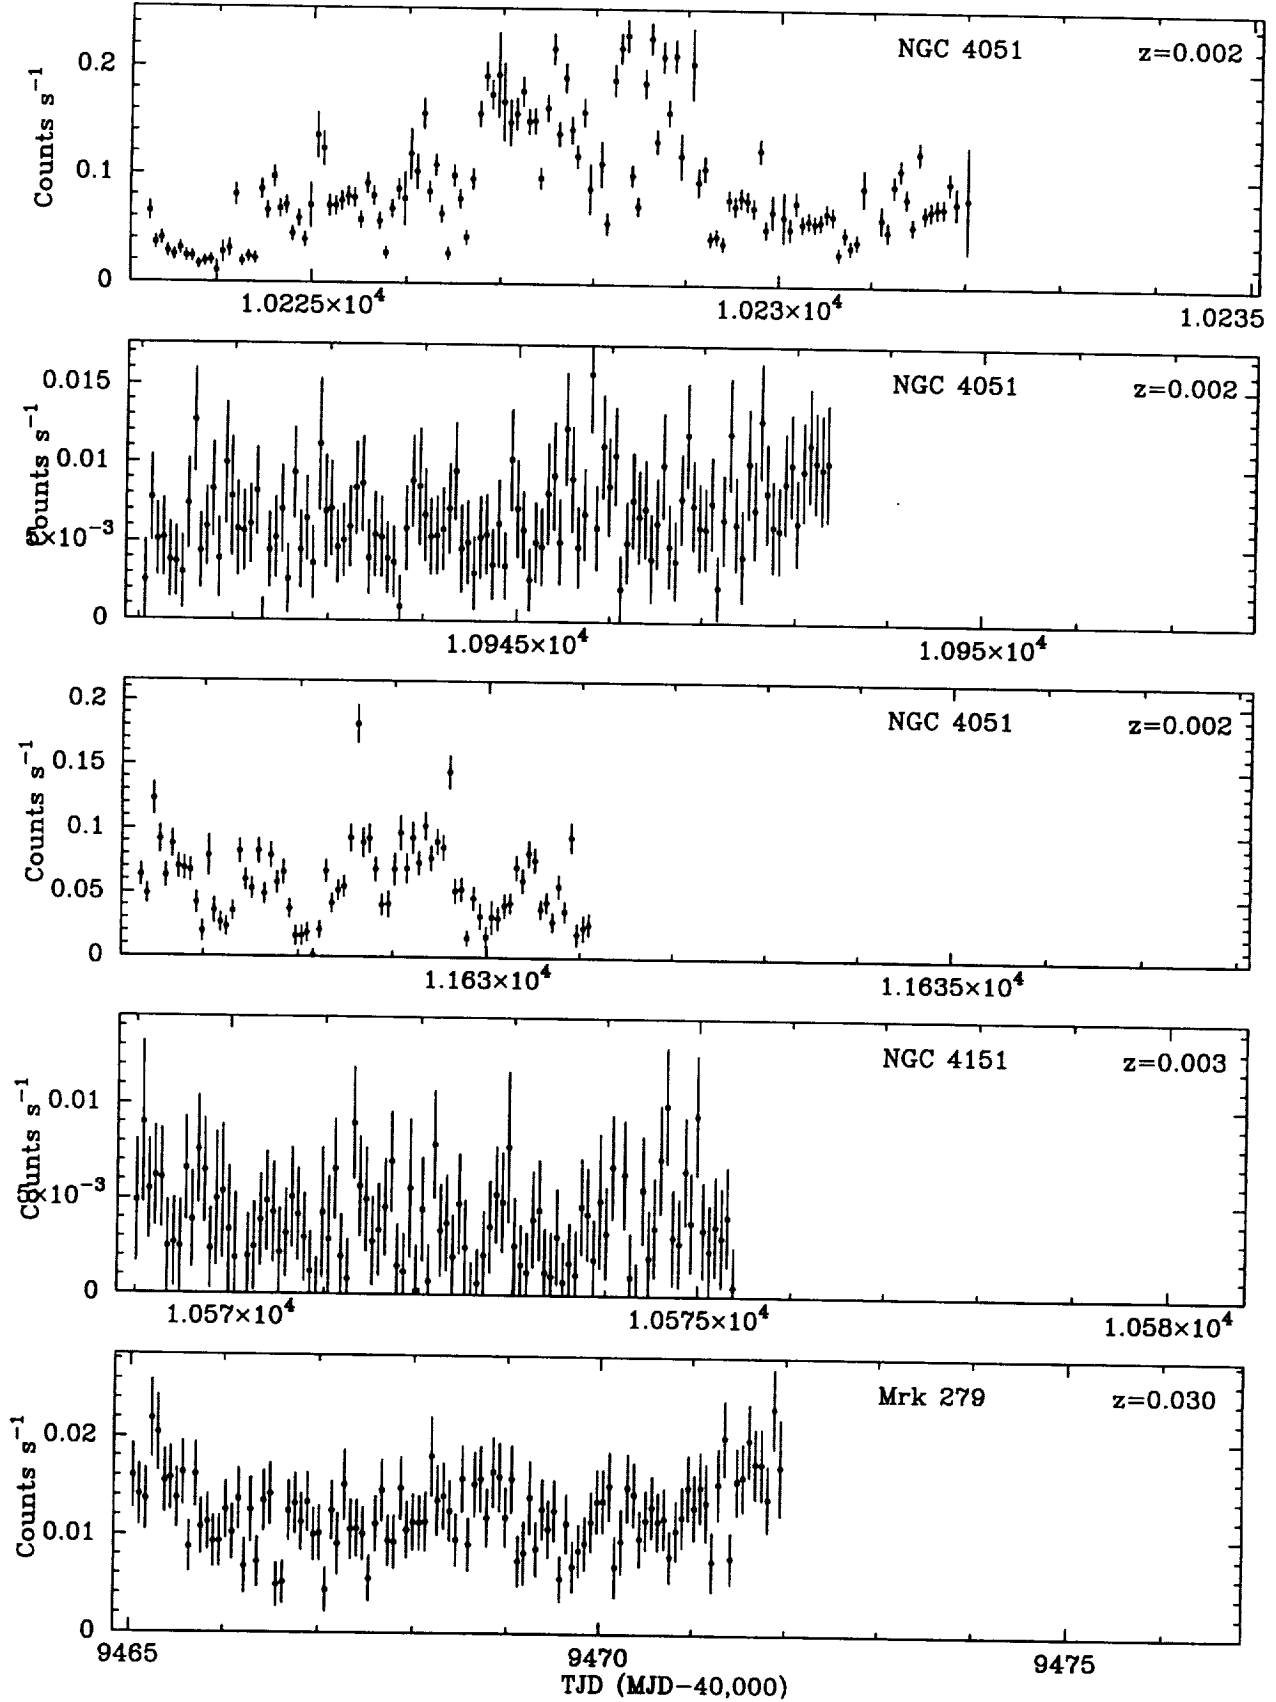 NGC 4051 z=0.002
0.2
0.1
0
Counts s⁻¹
1.0225×10⁴ 1.023×10⁴ 1.0235
NGC 4051 z=0.002
0.015
0.01
×10⁻³
0
Counts s⁻¹
1.0945×10⁴ 1.095×10⁴
NGC 4051 z=0.002
0.2
0.15
0.1
0.05
0
Counts s⁻¹
1.163×10⁴ 1.1635×10⁴
NGC 4151 z=0.003
0.01
×10⁻³
0
Counts s⁻¹
1.057×10⁴ 1.0575×10⁴ 1.058×10⁴
Mrk 279 z=0.030
0.02
0.01
0
Counts s⁻¹
9465 9470 9475
TJD (MJD−40,000)